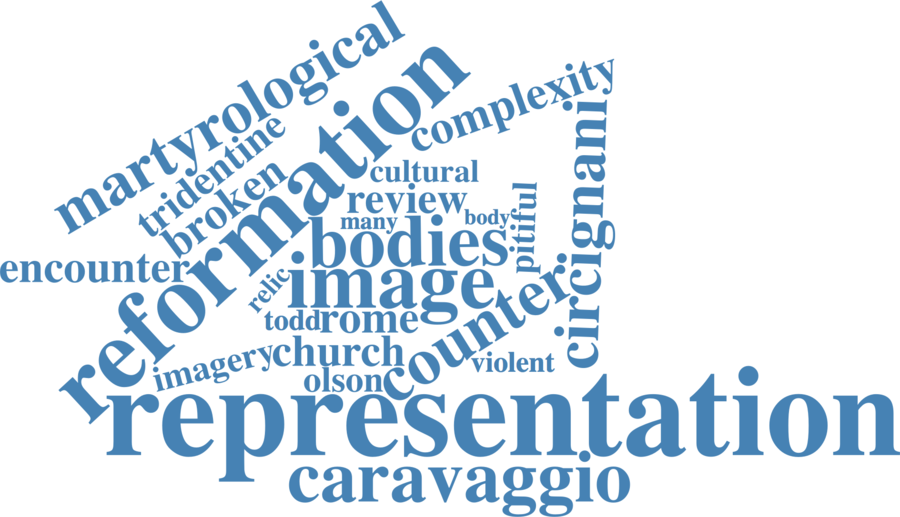 martyrological
reformation
complexity
tridentine
broken
cultural
review
many
body
pitiful
circignani
bodies
encounter
image
relic
todd
rome
counter
imagery
church
violent
olson
representation
caravaggio